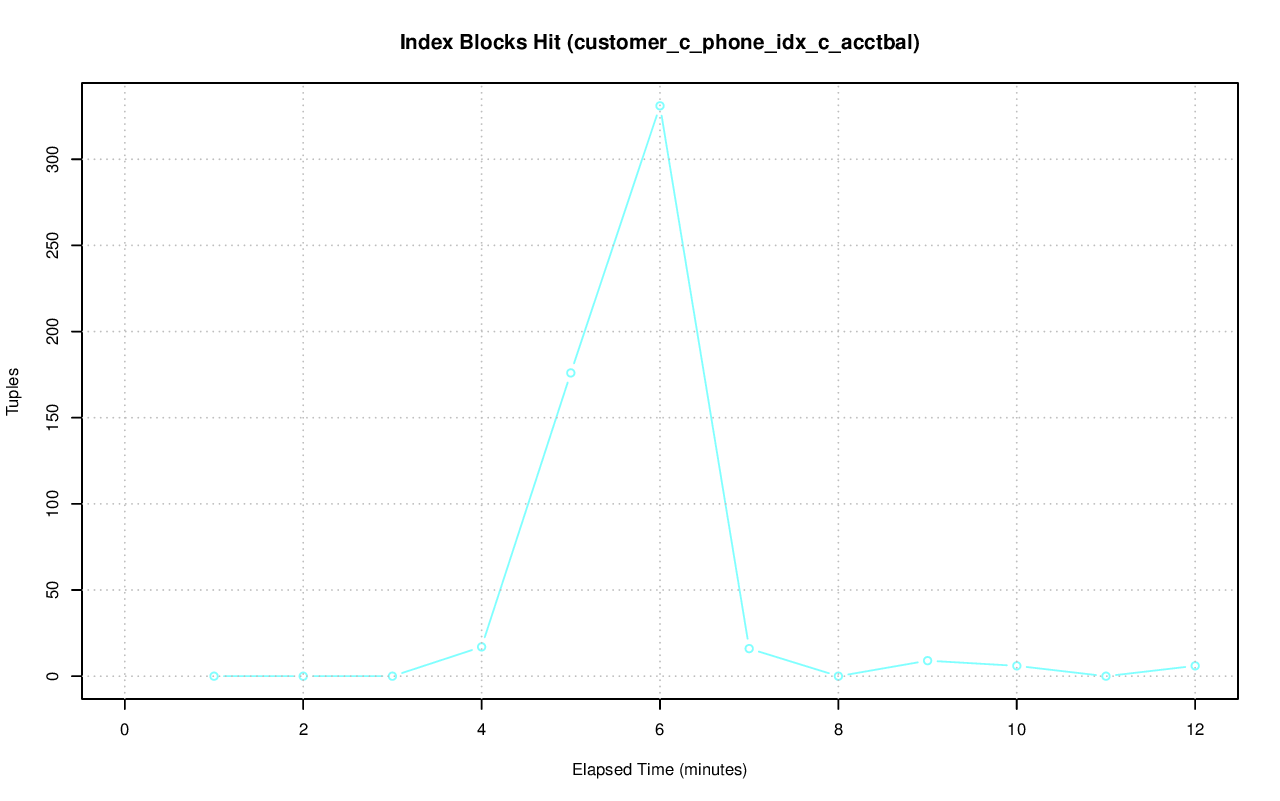 Index Blocks Hit (customer_c_phone_idx_c_acctbal)
Tuples
300
250
200
150
100
50
0
0 2 4 6 8 10 12
Elapsed Time (minutes)